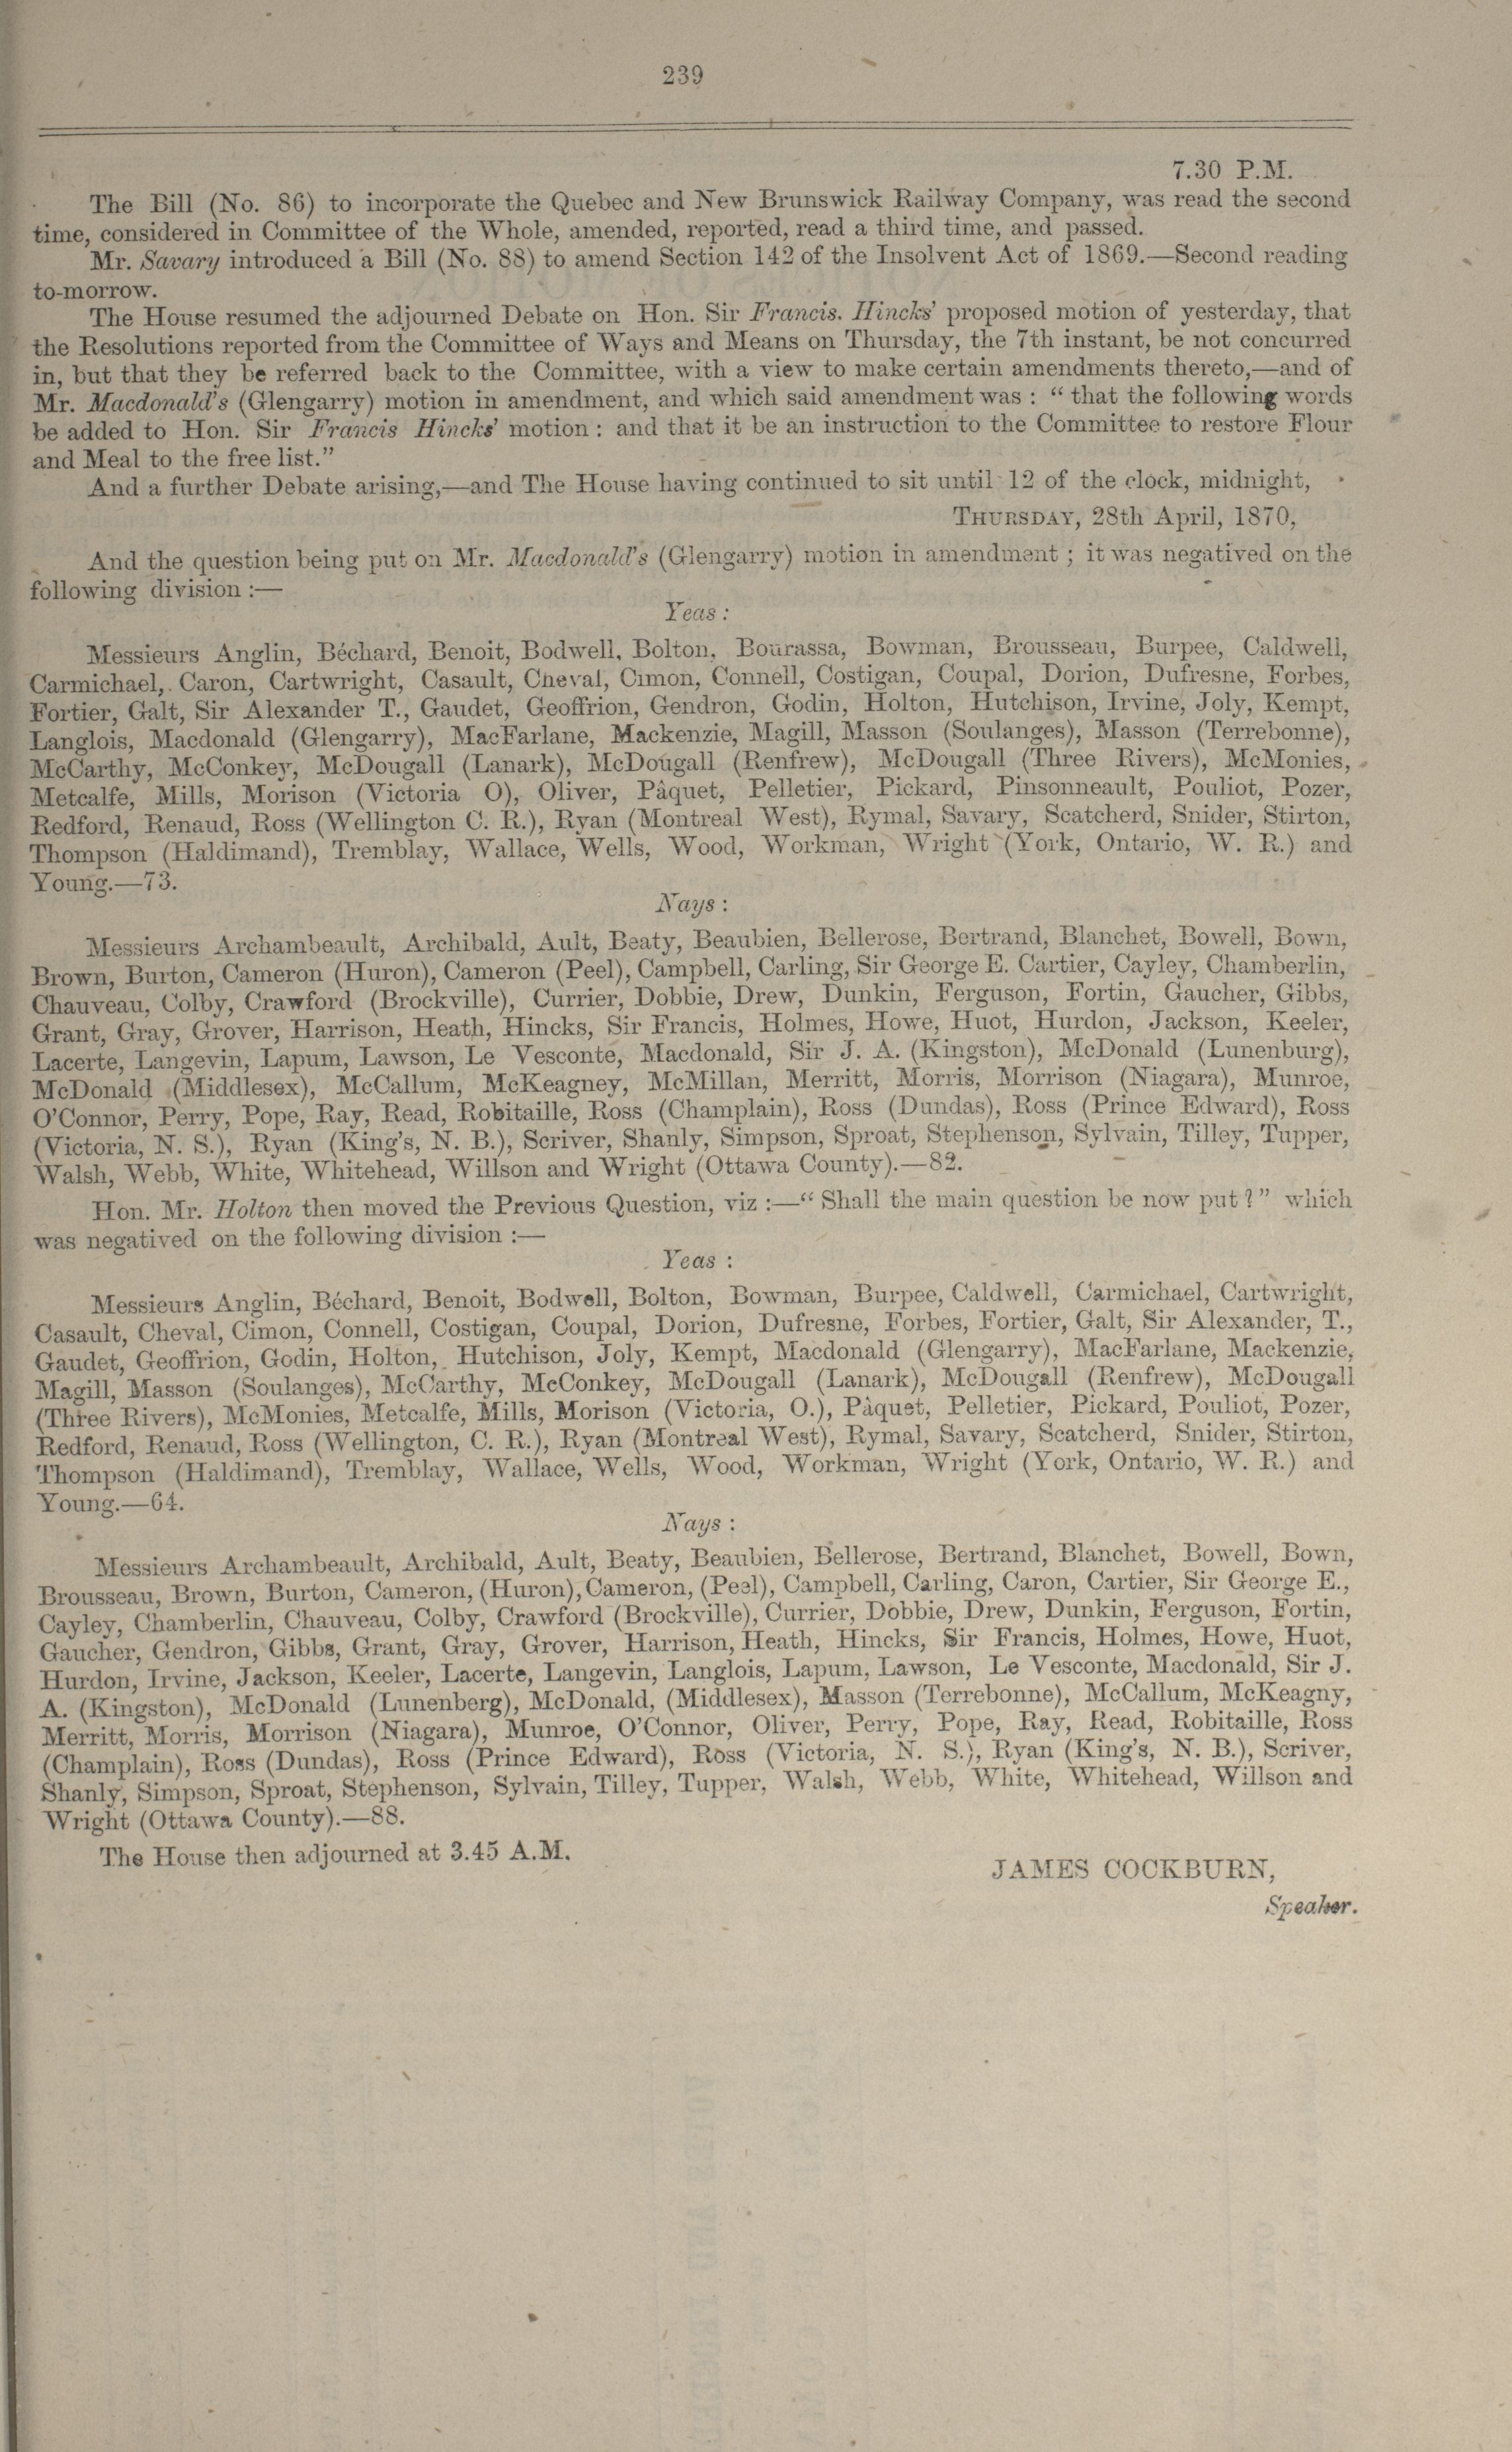 239
7.30 P.M.
The Bill (No. 86) to incorporate the Quebec and New Brunswick Railway Company, was read the second
time, considered in Committee of the Whole, amended, reported, read a third time, and passed.
Mr. Savary introduced a Bill (No. 88) to amend Section 142 of the Insolvent Act of 1869.—Second reading
to-morrow.
The House resumed the adjourned Debate on Hon. Sir Francis. Hincks' proposed motion of yesterday, that
the Resolutions reported from the Committee of Ways and Means on Thursday, the 7th instant, be not concurred
in, but that they be referred back to the Committee, with a view to make certain amendments thereto,—and of
Mr. Macdonald's (Glengarry) motion in amendment, and which said amendment was : “ that the following words
be added to Hon. Sir Francis Hincks' motion : and that it be an instruction to the Committee to restore Flour
and Meal to the free list.”
And a further Debate arising,—and The House having continued to sit until 12 of the clock, midnight,
THURSDAY, 28th April, 1870,
And the question being put on Mr. Macdonald's (Glengarry) motion in amendment ; it was negatived on the
following division :—
Yeas :
Messieurs Anglin, Béchard, Benoit, Bodwell, Bolton, Bourassa, Bowman, Brousseau, Burpee, Caldwell,
Carmichael, Caron, Cartwright, Casault, Cheval, Cimon, Connell, Costigan, Coupal, Dorion, Dufresne, Forbes,
Fortier, Galt, Sir Alexander T., Gaudet, Geoffrion, Gendron, Godin, Holton, Hutchison, Irvine, Joly, Kempt,
Langlois, Macdonald (Glengarry), MacFarlane, Mackenzie, Magill, Masson (Soulanges), Masson (Terrebonne),
McCarthy, McConkey, McDougall (Lanark), McDougall (Renfrew), McDougall (Three Rivers), McMonies,
Metcalfe, Mills, Morison (Victoria O), Oliver, Pâquet, Pelletier, Pickard, Pinsonneault, Pouliot, Pozer,
Redford, Renaud, Ross (Wellington C. R.), Ryan (Montreal West), Rymal, Savary, Scatcherd, Snider, Stirton,
Thompson (Haldimand), Tremblay, Wallace, Wells, Wood, Workman, Wright (York, Ontario, W. R.) and
Young.—73.
Nays :
Messieurs Archambeault, Archibald, Ault, Beaty, Beaubien, Bellerose, Bertrand, Blanchet, Bowell, Bown,
Brown, Burton, Cameron (Huron), Cameron (Peel), Campbell, Carling, Sir George E. Cartier, Cayley, Chamberlin,
Chauveau, Colby, Crawford (Brockville), Currier, Dobbie, Drew, Dunkin, Ferguson, Fortin, Gaucher, Gibbs,
Grant, Gray, Grover, Harrison, Heath, Hincks, Sir Francis, Holmes, Howe, Huot, Hurdon, Jackson, Keeler,
Lacerte, Langevin, Lapum, Lawson, Le Vesconte, Macdonald, Sir J. A. (Kingston), McDonald (Lunenburg),
McDonald (Middlesex), McCallum, McKeagney, McMillan, Merritt, Morris, Morrison (Niagara), Munroe,
O'Connor, Perry, Pope, Ray, Read, Robitaille, Ross (Champlain), Ross (Dundas), Ross (Prince Edward), Ross
(Victoria, N. S.), Ryan (King's, N. B.), Scriver, Shanly, Simpson, Sproat, Stephenson, Sylvain, Tilley, Tupper,
Walsh, Webb, White, Whitehead, Willson and Wright (Ottawa County).—82.
Hon. Mr. Holton then moved the Previous Question, viz :—“ Shall the main question be now put ? ” which
was negatived on the following division :—
Yeas :
Messieurs Anglin, Béchard, Benoit, Bodwell, Bolton, Bowman, Burpee, Caldwell, Carmichael, Cartwright,
Casault, Cheval, Cimon, Connell, Costigan, Coupal, Dorion, Dufresne, Forbes, Fortier, Galt, Sir Alexander, T.,
Gaudet, Geoffrion, Godin, Holton, Hutchison, Joly, Kempt, Macdonald (Glengarry), MacFarlane, Mackenzie,
Magill, Masson (Soulanges), McCarthy, McConkey, McDougall (Lanark), McDougall (Renfrew), McDougall
(Three Rivers), McMonies, Metcalfe, Mills, Morison (Victoria, O.), Pâquet, Pelletier, Pickard, Pouliot, Pozer,
Redford, Renaud, Ross (Wellington, C. R.), Ryan (Montreal West), Rymal, Savary, Scatcherd, Snider, Stirton,
Thompson (Haldimand), Tremblay, Wallace, Wells, Wood, Workman, Wright (York, Ontario, W. R.) and
Young.—64.
Nays :
Messieurs Archambeault, Archibald, Ault, Beaty, Beaubien, Bellerose, Bertrand, Blanchet, Bowell, Bown,
Brousseau, Brown, Burton, Cameron, (Huron), Cameron, (Peel), Campbell, Carling, Caron, Cartier, Sir George E.,
Cayley, Chamberlin, Chauveau, Colby, Crawford (Brockville), Currier, Dobbie, Drew, Dunkin, Ferguson, Fortin,
Gaucher, Gendron, Gibbs, Grant, Gray, Grover, Harrison, Heath, Hincks, Sir Francis, Holmes, Howe, Huot,
Hurdon, Irvine, Jackson, Keeler, Lacerte, Langevin, Langlois, Lapum, Lawson, Le Vesconte, Macdonald, Sir J.
A. (Kingston), McDonald (Lunenberg), McDonald, (Middlesex), Masson (Terrebonne), McCallum, McKeagny,
Merritt, Morris, Morrison (Niagara), Munroe, O'Connor, Oliver, Perry, Pope, Ray, Read, Robitaille, Ross
(Champlain), Ross (Dundas), Ross (Prince Edward), Ross (Victoria, N. S.), Ryan (King's, N. B.), Scriver,
Shanly, Simpson, Sproat, Stephenson, Sylvain, Tilley, Tupper, Walsh, Webb, White, Whitehead, Willson and
Wright (Ottawa County).—88.
The House then adjourned at 3.45 A.M.
JAMES COCKBURN,
Speaker.